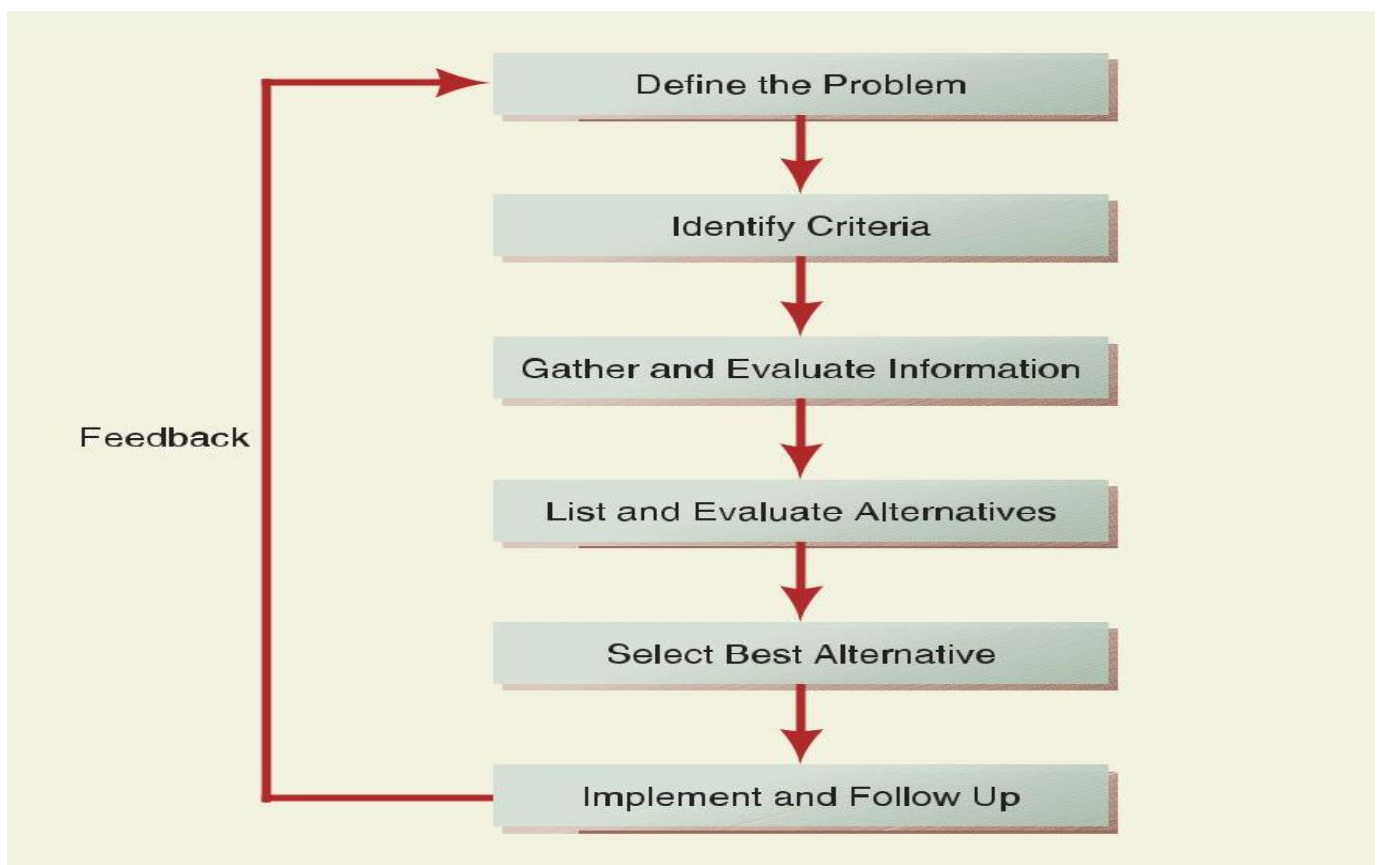 Define the Problem
Identify Criteria
Gather and Evaluate Information
Feedback
List and Evaluate Alternatives
Select Best Alternative
Implement and Follow Up